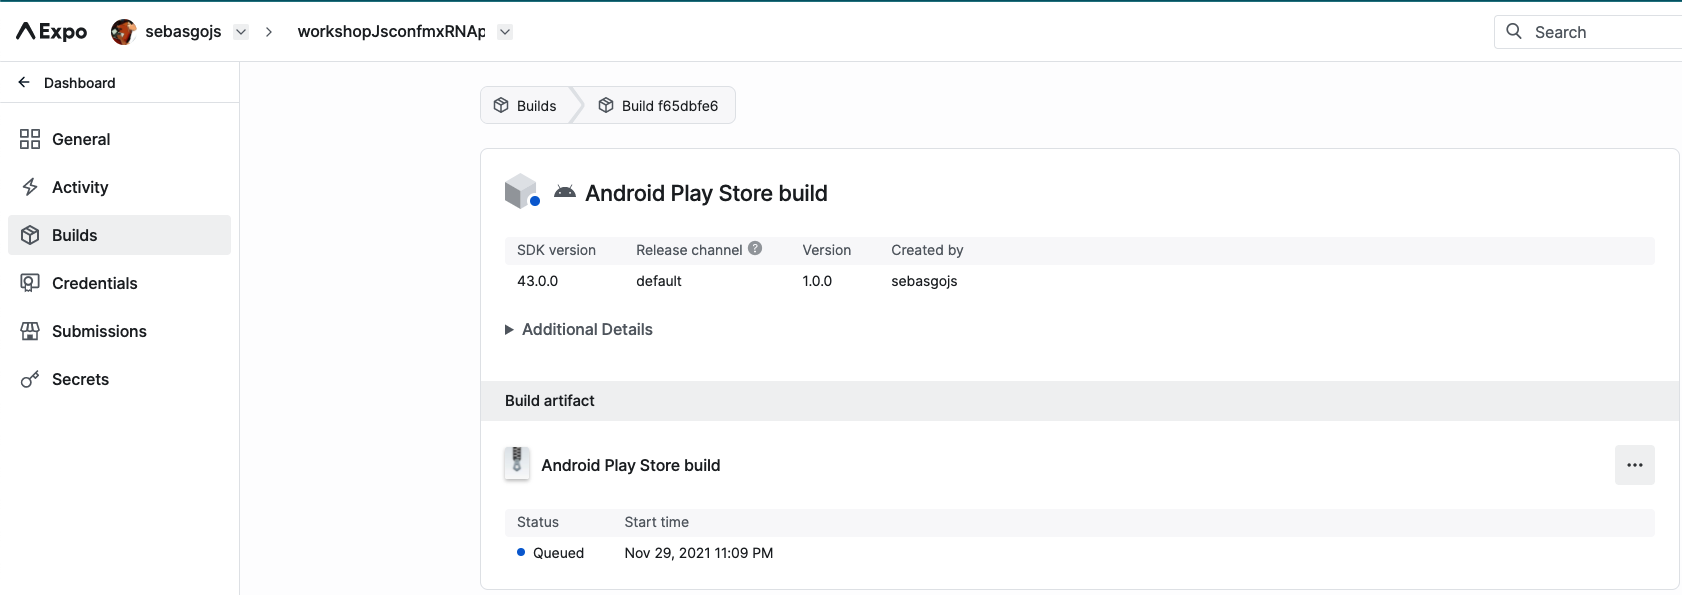 Expo sebasgojs workshopJsconfmxRNAp Search
Dashboard
General
Activity
Builds
Credentials
Submissions
Secrets
Builds Build f65dbfe6
Android Play Store build
SDK version Release channel ? Version Created by
43.0.0 default 1.0.0 sebasgojs
Additional Details
Build artifact
Android Play Store build
Status Start time
Queued Nov 29, 2021 11:09 PM